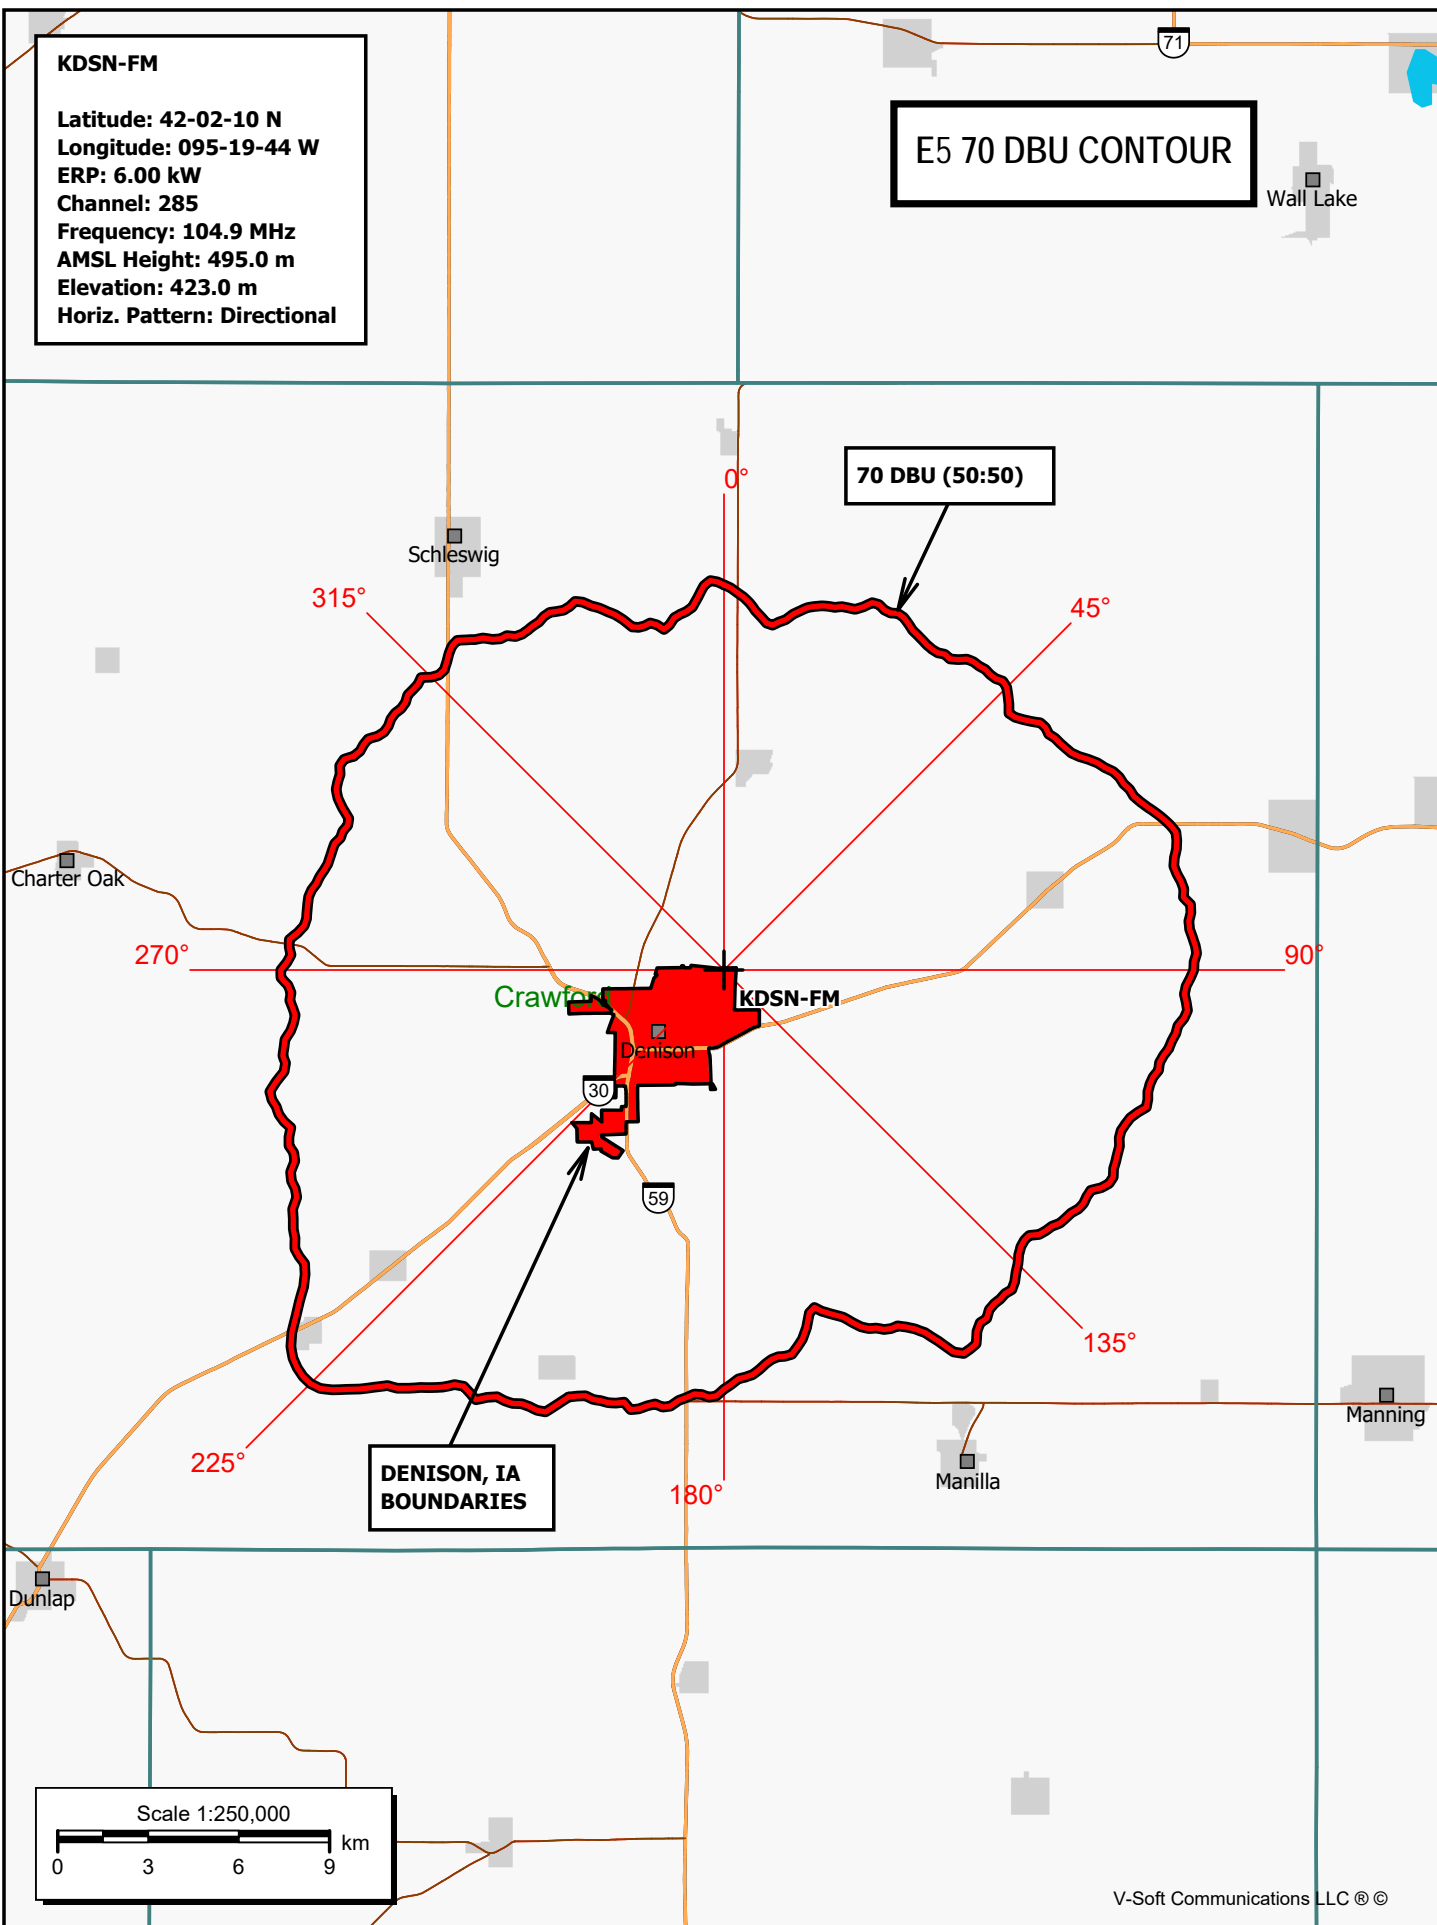 KDSN-FM
Latitude: 42-02-10 N
Longitude: 095-19-44 W
ERP: 6.00 kW
Channel: 285
Frequency: 104.9 MHz
AMSL Height: 495.0 m
Elevation: 423.0 m
Horiz. Pattern: Directional
71
E5 70 DBU CONTOUR
Wall Lake
70 DBU (50:50)
0°
Schleswig
315°
45°
Charter Oak
270°
90°
Crawford
KDSN-FM
Denison
30
59
135°
Manning
225°
DENISON, IA
BOUNDARIES
180°
Manilla
Dunlap
Scale 1:250,000
km
0 3 6 9
V-Soft Communications LLC ® ©